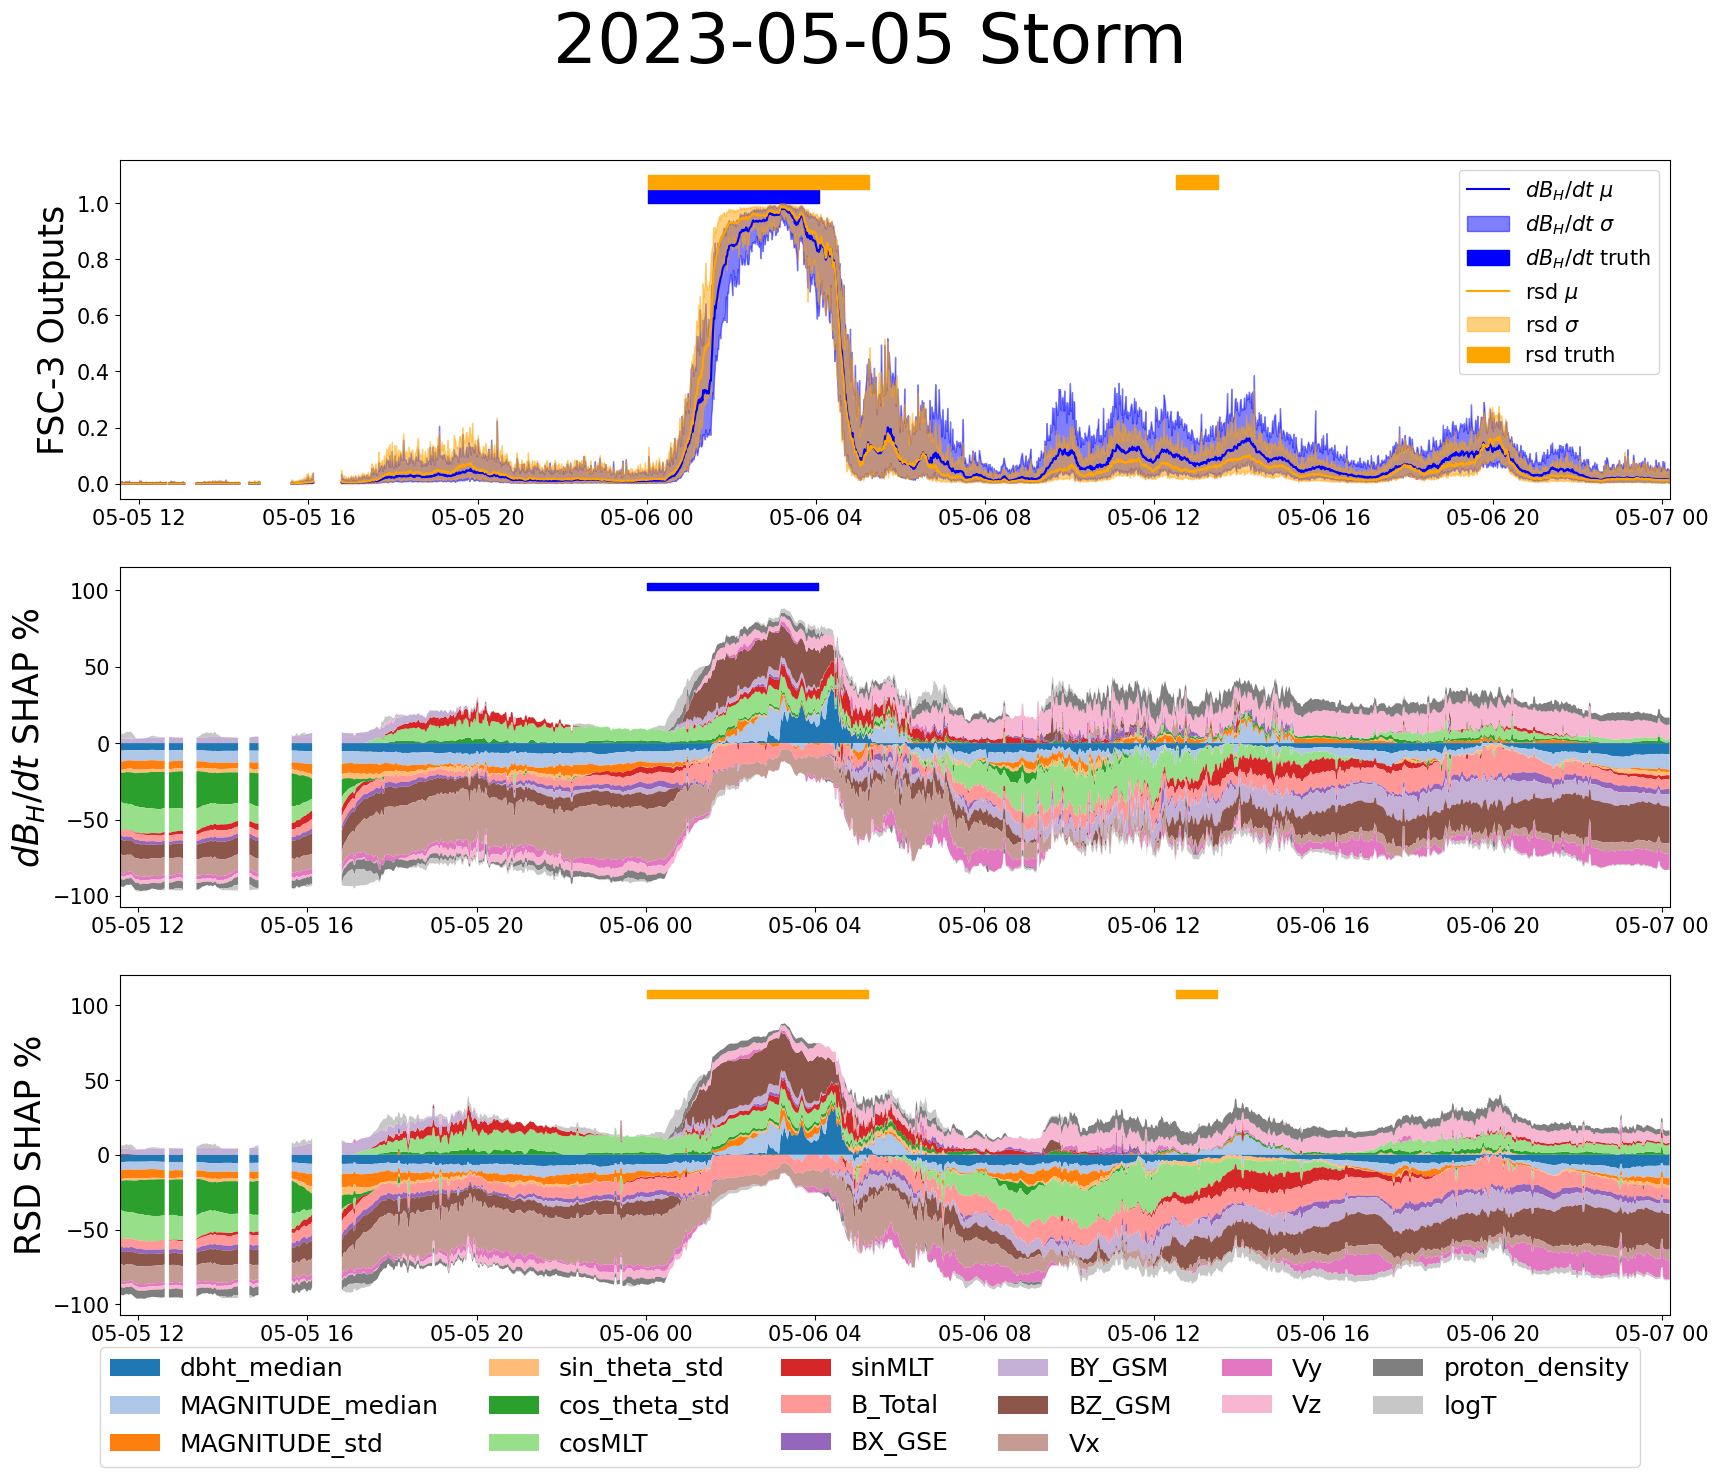 2023-05-05 Storm
FSC-3 Outputs
1.0
0.8
0.6
0.4
0.2
0.0
dB_H/dt μ
dB_H/dt σ
dB_H/dt truth
rsd μ
rsd σ
rsd truth
05-05 12 05-05 16 05-05 20 05-06 00 05-06 04 05-06 08 05-06 12 05-06 16 05-06 20 05-07 00
dB_H/dt SHAP %
100
50
0
−50
−100
05-05 12 05-05 16 05-05 20 05-06 00 05-06 04 05-06 08 05-06 12 05-06 16 05-06 20 05-07 00
RSD SHAP %
100
50
0
−50
−100
05-05 12 05-05 16 05-05 20 05-06 00 05-06 04 05-06 08 05-06 12 05-06 16 05-06 20 05-07 00
dbht_median sin_theta_std sinMLT BY_GSM Vy proton_density
MAGNITUDE_median cos_theta_std B_Total BZ_GSM Vz logT
MAGNITUDE_std cosMLT BX_GSE Vx